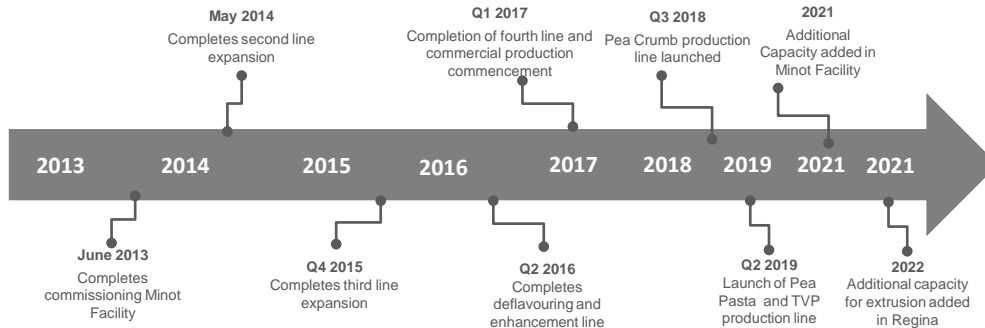 May 2014
Completes second line
expansion
Q1 2017
Completion of fourth line and
commercial production
commencement
Q3 2018
Pea Crumb production
line launched
2021
Additional
Capacity added in
Minot Facility
2013
2014
2015
2016
2017
2018
2019
2021
2021
June 2013
Completes
commissioning Minot
Facility
Q4 2015
Completes third line
expansion
Q2 2016
Completes
deflavouring and
enhancement line
Q2 2019
Launch of Pea
Pasta and TVP
production line
2022
Additional capacity
for extrusion added
in Regina